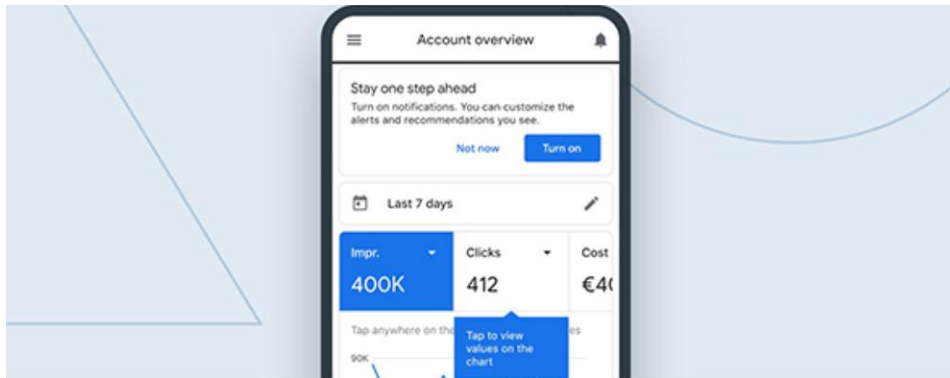 Account overview
Stay one step ahead
Turn on notifications. You can customize the
alerts and recommendations you see.
Not now Turn on
Last 7 days
Impr. Clicks Cost
400K 412
Tap anywhere on the
Tap to view
values on the
chart
90K